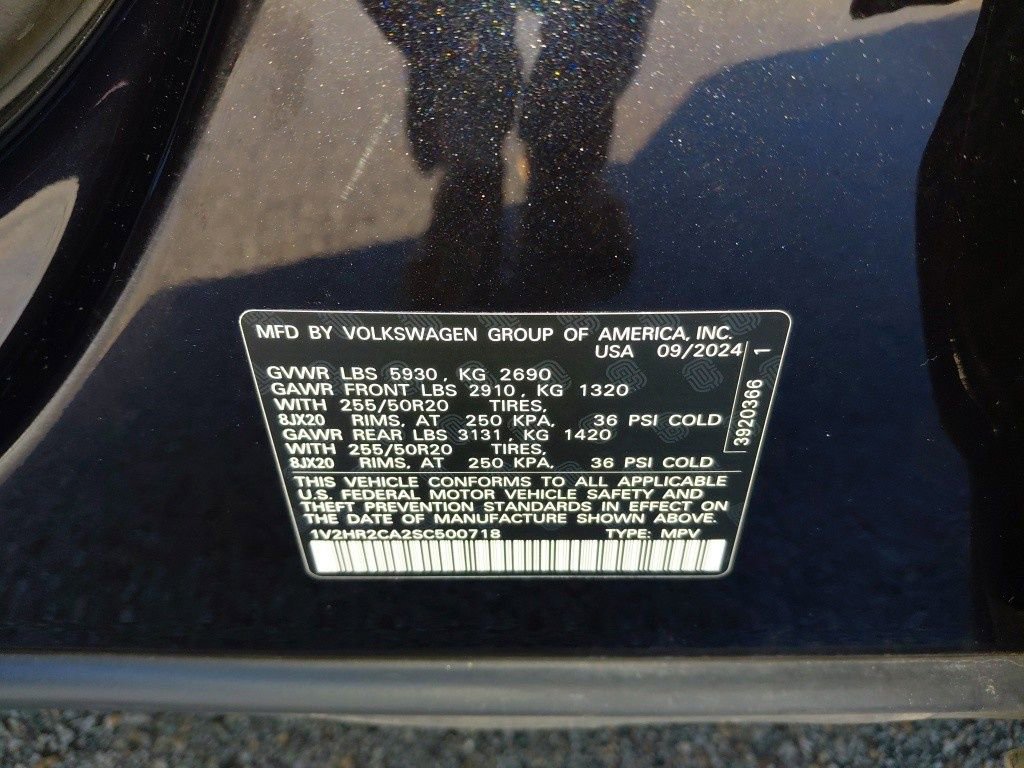 MFD BY VOLKSWAGEN GROUP OF AMERICA, INC.
USA 09/2024
GVWR LBS 5930, KG 2690
GAWR FRONT LBS 2910, KG 1320
WITH 255/50R20 TIRES,
8JX20 RIMS, AT 250 KPA, 36 PSI COLD
GAWR REAR LBS 3131, KG 1420
WITH 255/50R20 TIRES,
8JX20 RIMS, AT 250 KPA, 36 PSI COLD
THIS VEHICLE CONFORMS TO ALL APPLICABLE
U.S. FEDERAL MOTOR VEHICLE SAFETY AND
THEFT PREVENTION STANDARDS IN EFFECT ON
THE DATE OF MANUFACTURE SHOWN ABOVE.
1V2HR2CA2SC500718 TYPE: MPV
3920366 1